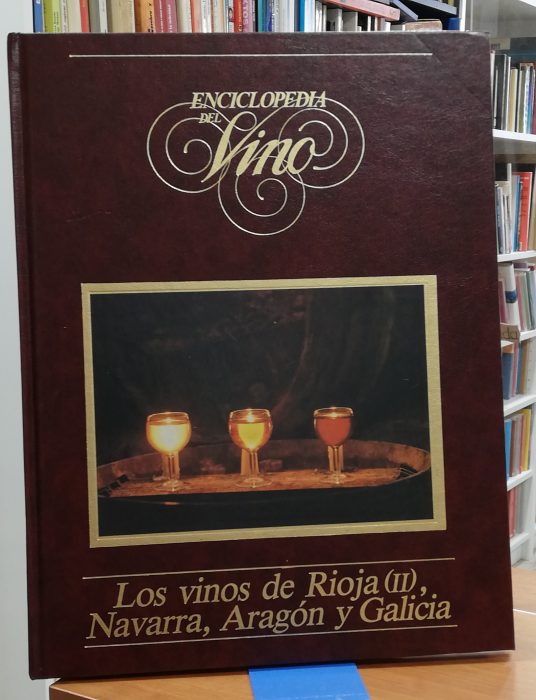 ENCICLOPEDIA
DEL
Vino
Los vinos de Rioja (II),
Navarra, Aragón y Galicia